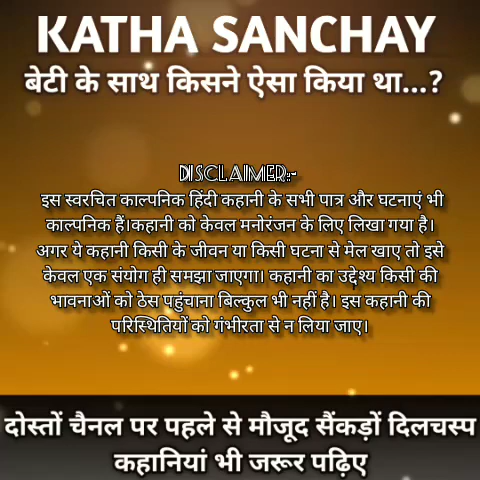 KATHA SANCHAY
बेटी के साथ किसने ऐसा किया था...?
DISCLAIMER:-
इस स्वरचित काल्पनिक हिंदी कहानी के सभी पात्र और घटनाएं भी
काल्पनिक हैं।कहानी को केवल मनोरंजन के लिए लिखा गया है।
अगर ये कहानी किसी के जीवन या किसी घटना से मेल खाए तो इसे
केवल एक संयोग ही समझा जाएगा। कहानी का उद्देश्य किसी की
भावनाओं को ठेस पहुंचाना बिल्कुल भी नहीं है। इस कहानी की
परिस्थितियों को गंभीरता से न लिया जाए।
दोस्तों चैनल पर पहले से मौजूद सैंकड़ों दिलचस्प
कहानियां भी जरूर पढ़िए